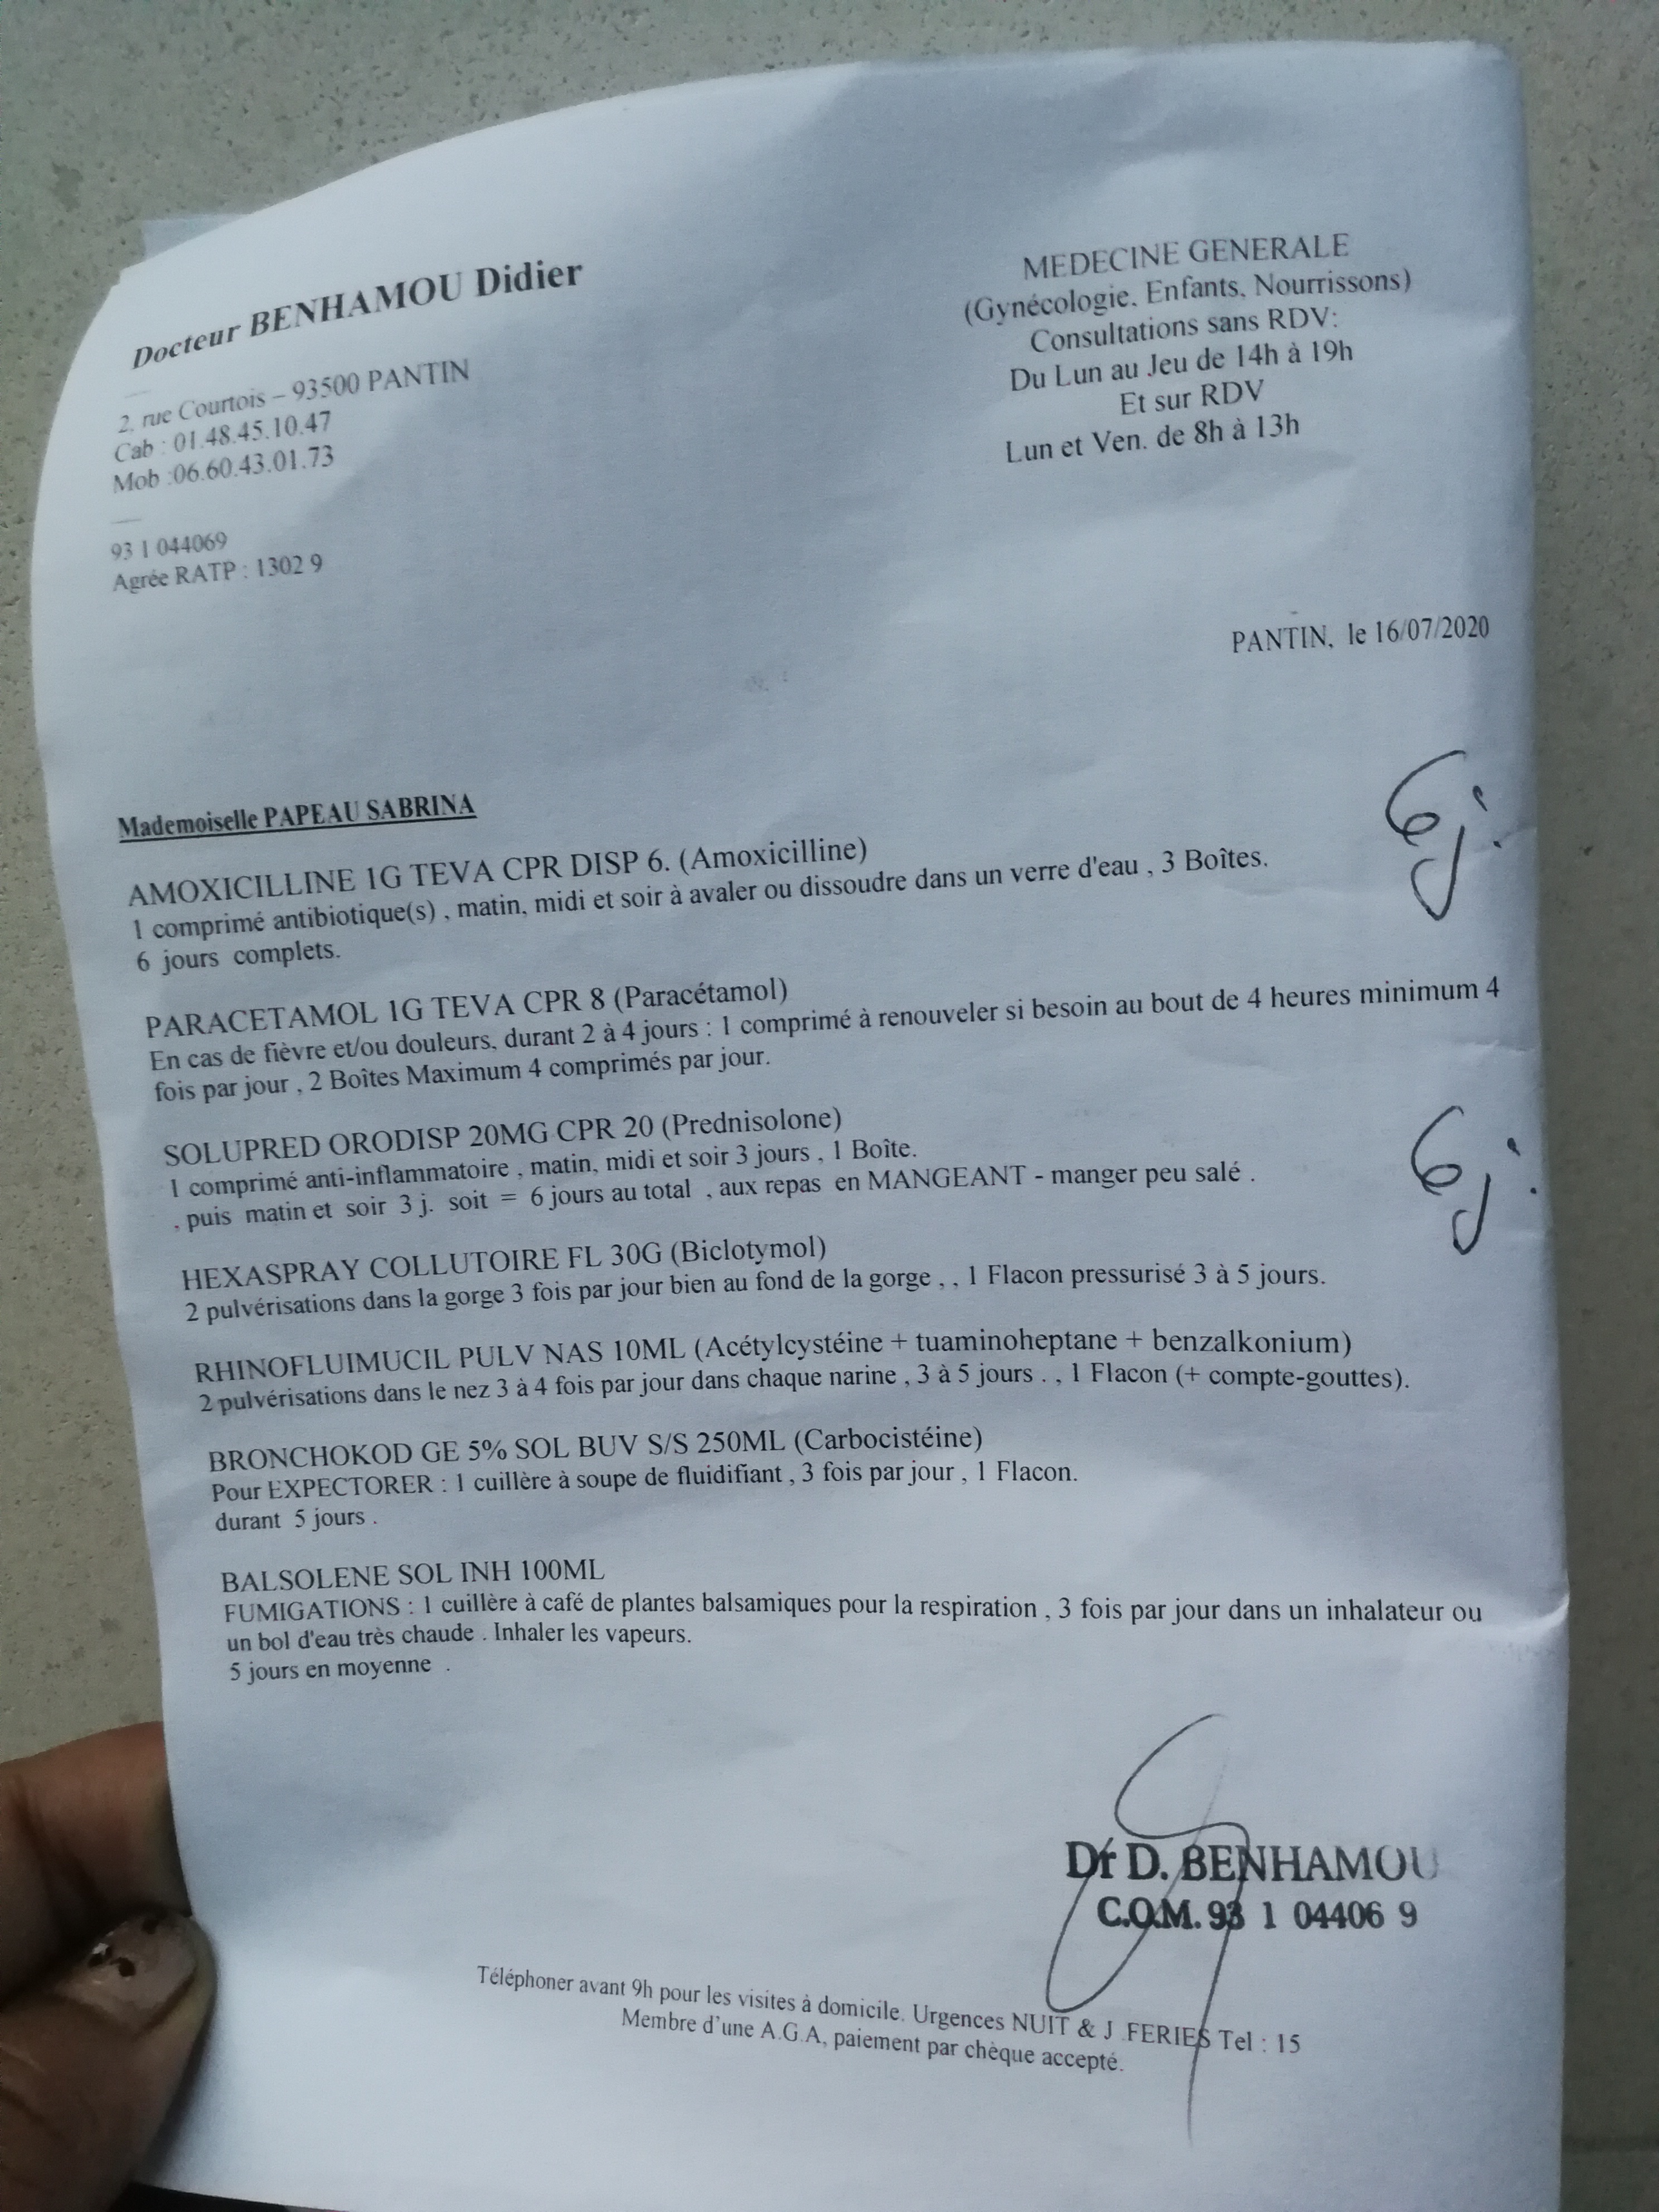 Docteur BENHAMOU Didier
2, rue Courtois – 93500 PANTIN
Cab : 01.48.45.10.47
Mob :06.60.43.01.73
93 1 044069
Agrée RATP : 1302 9
MEDECINE GENERALE
(Gynécologie, Enfants, Nourrissons)
Consultations sans RDV:
Du Lun au Jeu de 14h à 19h
Et sur RDV
Lun et Ven. de 8h à 13h
PANTIN, le 16/07/2020
Mademoiselle PAPEAU SABRINA
AMOXICILLINE 1G TEVA CPR DISP 6. (Amoxicilline)
1 comprimé antibiotique(s) , matin, midi et soir à avaler ou dissoudre dans un verre d'eau , 3 Boîtes.
6 jours complets.
6j.
PARACETAMOL 1G TEVA CPR 8 (Paracétamol)
En cas de fièvre et/ou douleurs, durant 2 à 4 jours : 1 comprimé à renouveler si besoin au bout de 4 heures minimum 4
fois par jour , 2 Boîtes Maximum 4 comprimés par jour.
SOLUPRED ORODISP 20MG CPR 20 (Prednisolone)
1 comprimé anti-inflammatoire , matin, midi et soir 3 jours , 1 Boîte.
, puis matin et soir 3 j. soit = 6 jours au total , aux repas en MANGEANT - manger peu salé .
6j.
HEXASPRAY COLLUTOIRE FL 30G (Biclotymol)
2 pulvérisations dans la gorge 3 fois par jour bien au fond de la gorge , , 1 Flacon pressurisé 3 à 5 jours.
RHINOFLUIMUCIL PULV NAS 10ML (Acétylcystéine + tuaminoheptane + benzalkonium)
2 pulvérisations dans le nez 3 à 4 fois par jour dans chaque narine , 3 à 5 jours . , 1 Flacon (+ compte-gouttes).
BRONCHOKOD GE 5% SOL BUV S/S 250ML (Carbocistéine)
Pour EXPECTORER : 1 cuillère à soupe de fluidifiant , 3 fois par jour , 1 Flacon.
durant 5 jours .
BALSOLENE SOL INH 100ML
FUMIGATIONS : 1 cuillère à café de plantes balsamiques pour la respiration , 3 fois par jour dans un inhalateur ou
un bol d'eau très chaude . Inhaler les vapeurs.
5 jours en moyenne .
Dr D. BENHAMOU
C.O.M. 93 1 04406 9
Téléphoner avant 9h pour les visites à domicile. Urgences NUIT & J .FERIES Tel : 15
Membre d'une A.G.A, paiement par chèque accepté.